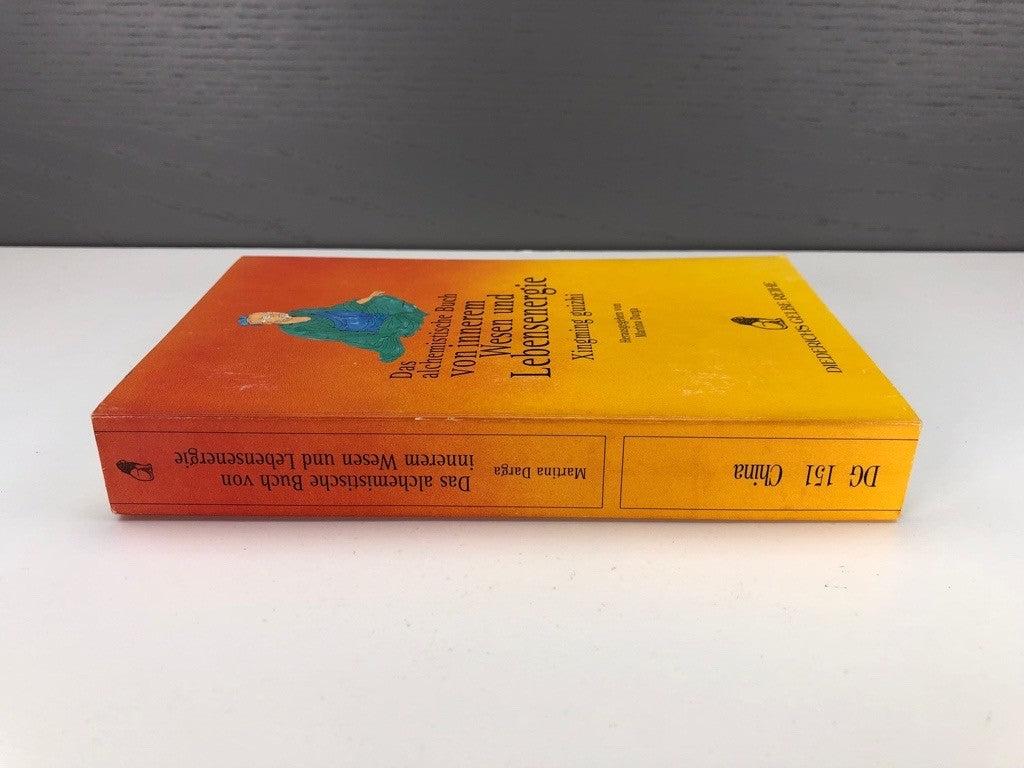 Das
alchemistische Buch
von innerem
Wesen und
Lebensenergie
Xingming guizhi
Herausgegeben von
Martina Darga
DIEDERICHS GELBE REIHE
DG 151 China
Martina Darga
Das alchemistische Buch von
innerem Wesen und Lebensenergie